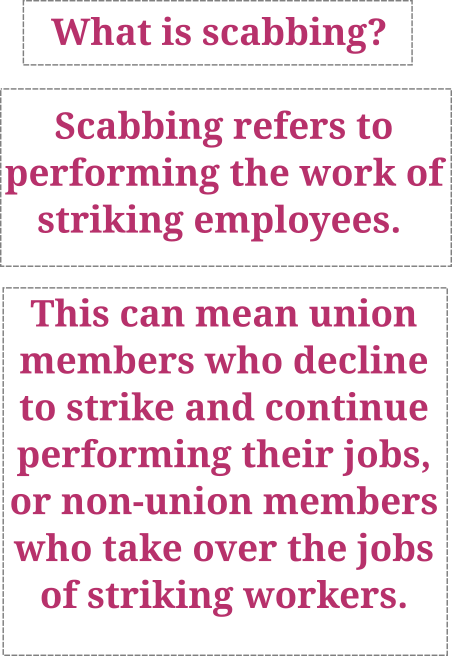 What is scabbing?
Scabbing refers to
performing the work of
striking employees.
This can mean union
members who decline
to strike and continue
performing their jobs,
or non-union members
who take over the jobs
of striking workers.